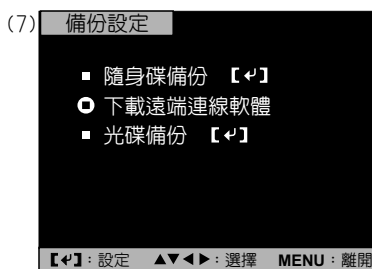 (7) 備份設定
■ 隨身碟備份 【↵】
下載遠端連線軟體
■ 光碟備份 【↵】
【↵】:設定 ▲▼◀▶:選擇 MENU:離開